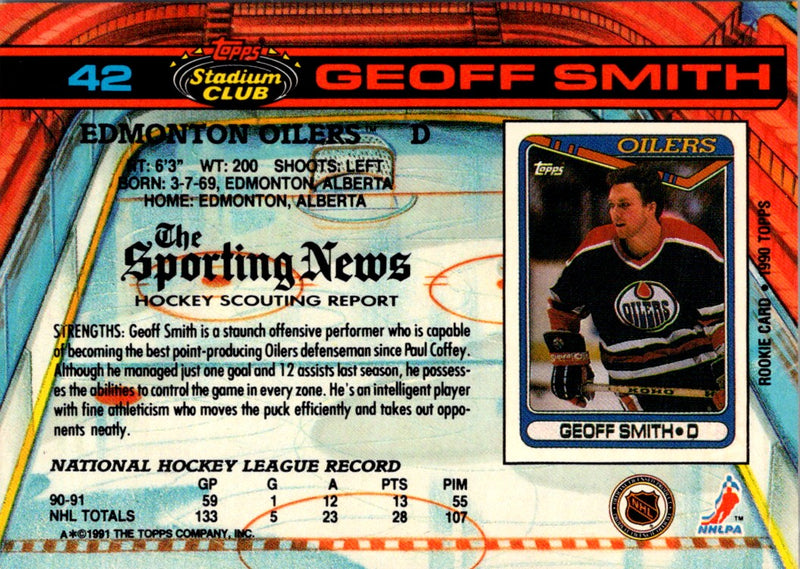 42
Topps
Stadium
CLUB
GEOFF SMITH
EDMONTON OILERS™ D
HT: 6'3" WT: 200 SHOOTS: LEFT
BORN: 3-7-69, EDMONTON, ALBERTA
HOME: EDMONTON, ALBERTA
The
Sporting News
HOCKEY SCOUTING REPORT
STRENGTHS: Geoff Smith is a staunch offensive performer who is capable
of becoming the best point-producing Oilers defenseman since Paul Coffey.
Although he managed just one goal and 12 assists last season, he possess-
es the abilities to control the game in every zone. He's an intelligent player
with fine athleticism who moves the puck efficiently and takes out oppo-
nents neatly.
NATIONAL HOCKEY LEAGUE RECORD
GP G A PTS PIM
90-91 59 1 12 13 55
NHL TOTALS 133 5 23 28 107
A*©1991 THE TOPPS COMPANY, INC.
OILERS
Topps
OILERS
KOHO
GEOFF SMITH • D
ROOKIE CARD • 1990 TOPPS
NHL
NHLPA™